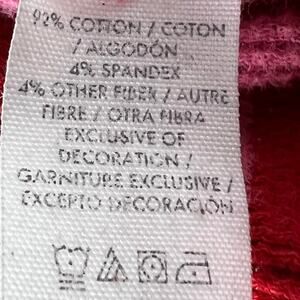 92% COTTON / COTON
/ ALGODÓN
4% SPANDEX
4% OTHER FIBER / AUTRE
FIBRE / OTRA FIBRA
EXCLUSIVE OF
DECORATION /
GARNITURE EXCLUSIVE /
EXCEPTO DECORACIÓN